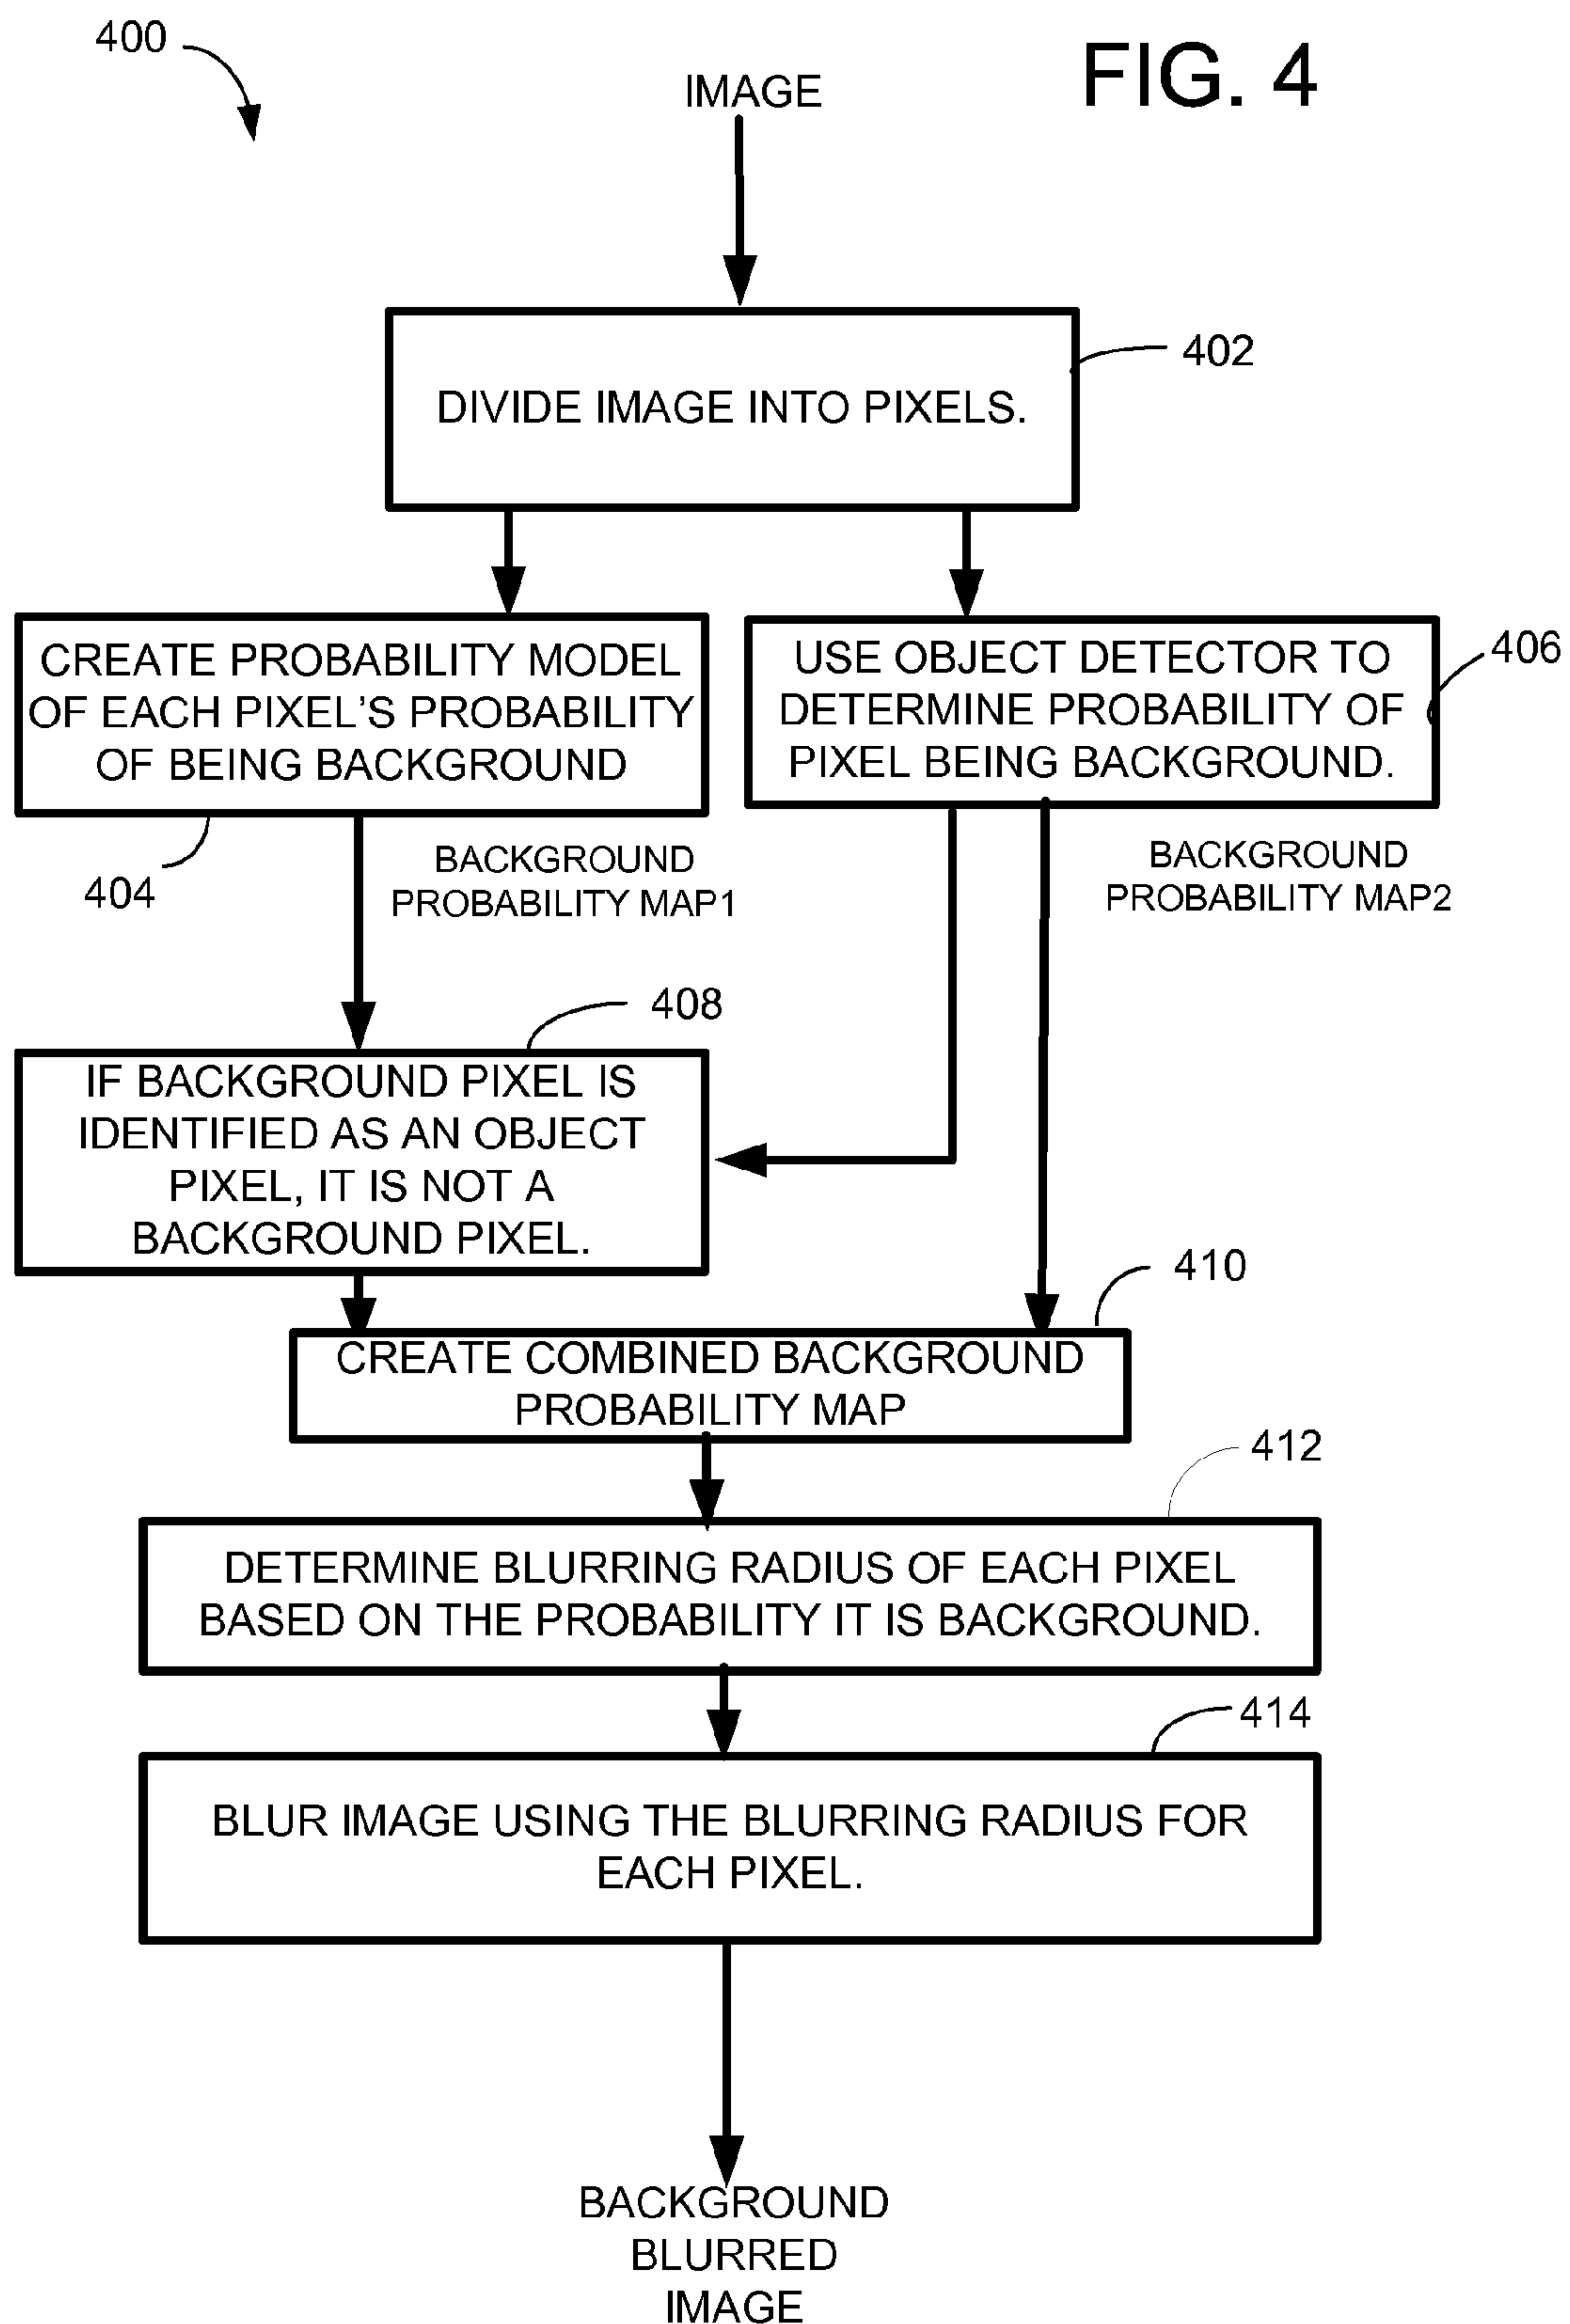 400
FIG. 4
IMAGE
402
DIVIDE IMAGE INTO PIXELS.
CREATE PROBABILITY MODEL
OF EACH PIXEL'S PROBABILITY
OF BEING BACKGROUND
404
USE OBJECT DETECTOR TO
DETERMINE PROBABILITY OF
PIXEL BEING BACKGROUND.
406
BACKGROUND
PROBABILITY MAP1
BACKGROUND
PROBABILITY MAP2
408
IF BACKGROUND PIXEL IS
IDENTIFIED AS AN OBJECT
PIXEL, IT IS NOT A
BACKGROUND PIXEL.
410
CREATE COMBINED BACKGROUND
PROBABILITY MAP
412
DETERMINE BLURRING RADIUS OF EACH PIXEL
BASED ON THE PROBABILITY IT IS BACKGROUND.
414
BLUR IMAGE USING THE BLURRING RADIUS FOR
EACH PIXEL.
BACKGROUND
BLURRED
IMAGE